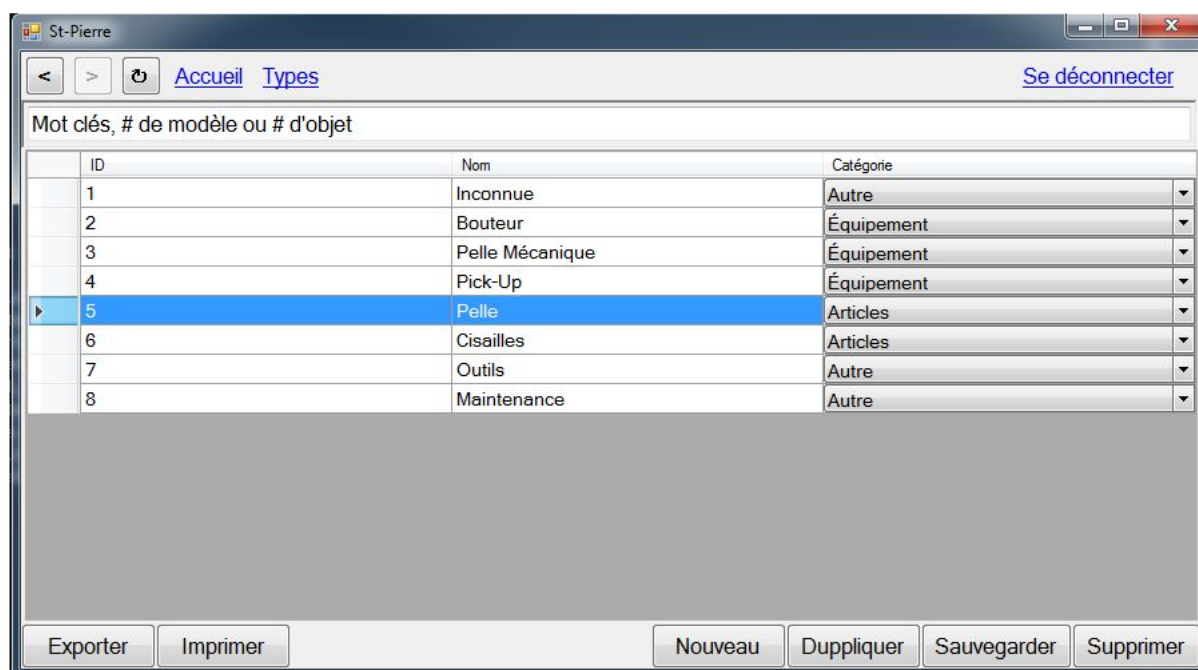 St-Pierre
< > ↻ Accueil Types Se déconnecter
Mot clés, # de modèle ou # d'objet
ID Nom Catégorie
1 Inconnue Autre
2 Bouteur Équipement
3 Pelle Mécanique Équipement
4 Pick-Up Équipement
5 Pelle Articles
6 Cisailles Articles
7 Outils Autre
8 Maintenance Autre
Exporter Imprimer Nouveau Duppliquer Sauvegarder Supprimer